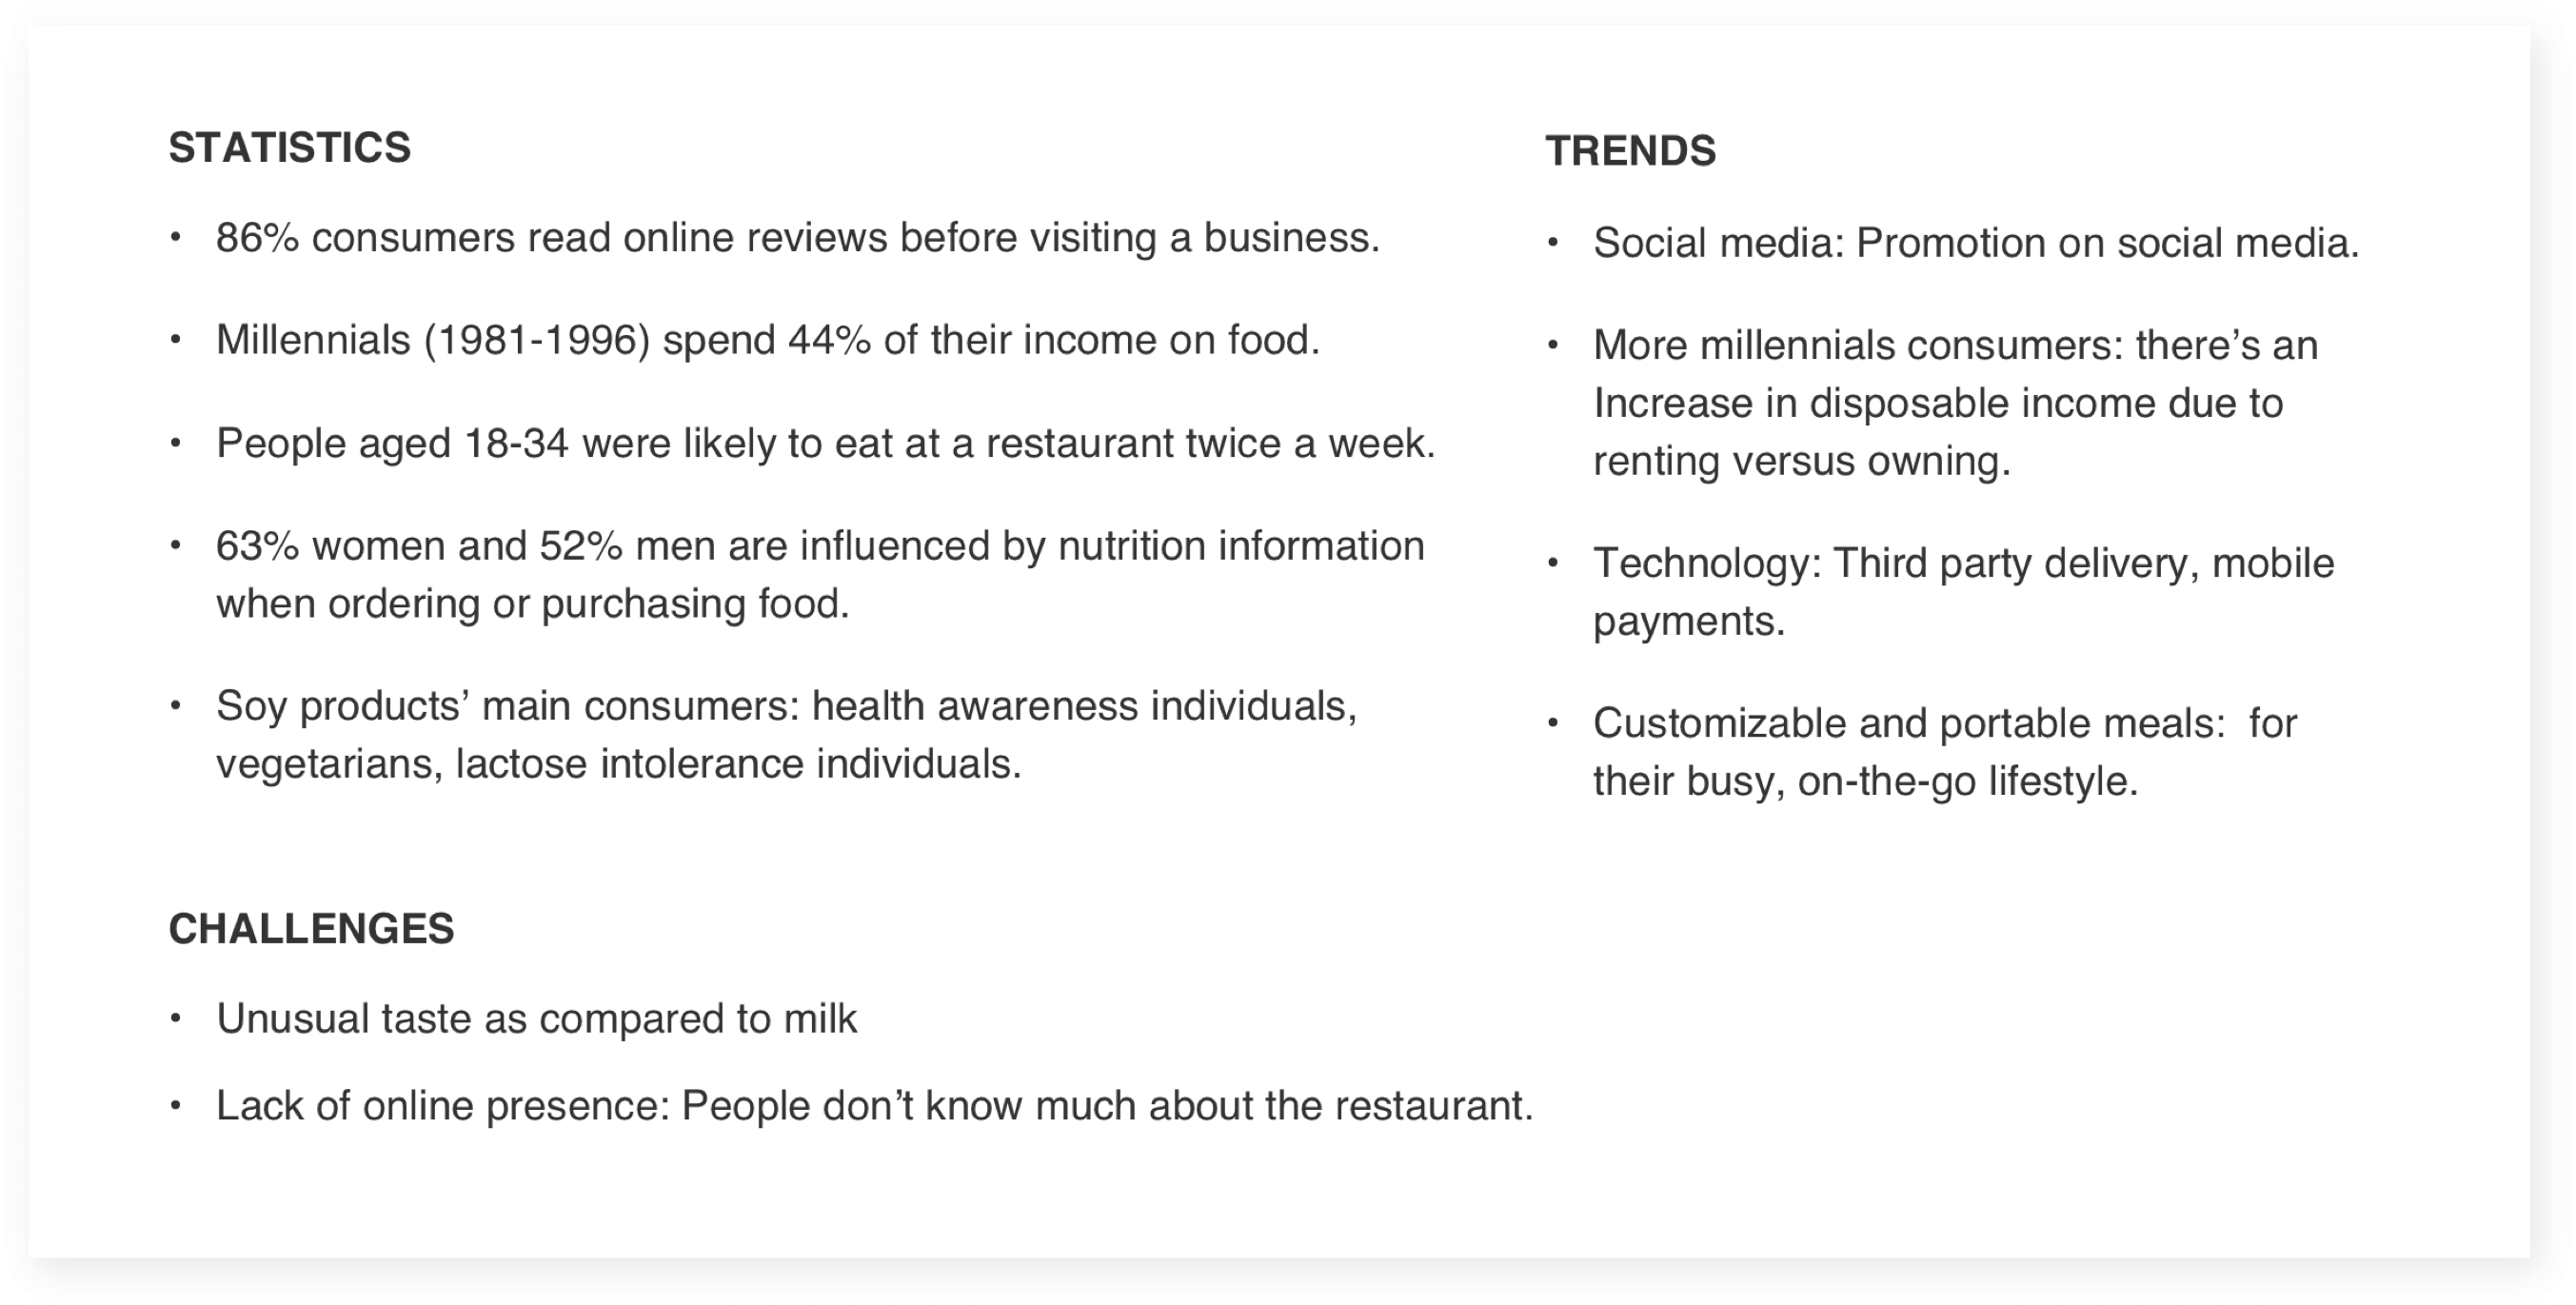 STATISTICS
• 86% consumers read online reviews before visiting a business.
• Millennials (1981-1996) spend 44% of their income on food.
• People aged 18-34 were likely to eat at a restaurant twice a week.
• 63% women and 52% men are influenced by nutrition information
when ordering or purchasing food.
• Soy products’ main consumers: health awareness individuals,
vegetarians, lactose intolerance individuals.
TRENDS
• Social media: Promotion on social media.
• More millennials consumers: there’s an
Increase in disposable income due to
renting versus owning.
• Technology: Third party delivery, mobile
payments.
• Customizable and portable meals:  for
their busy, on-the-go lifestyle.
CHALLENGES
• Unusual taste as compared to milk
• Lack of online presence: People don’t know much about the restaurant.